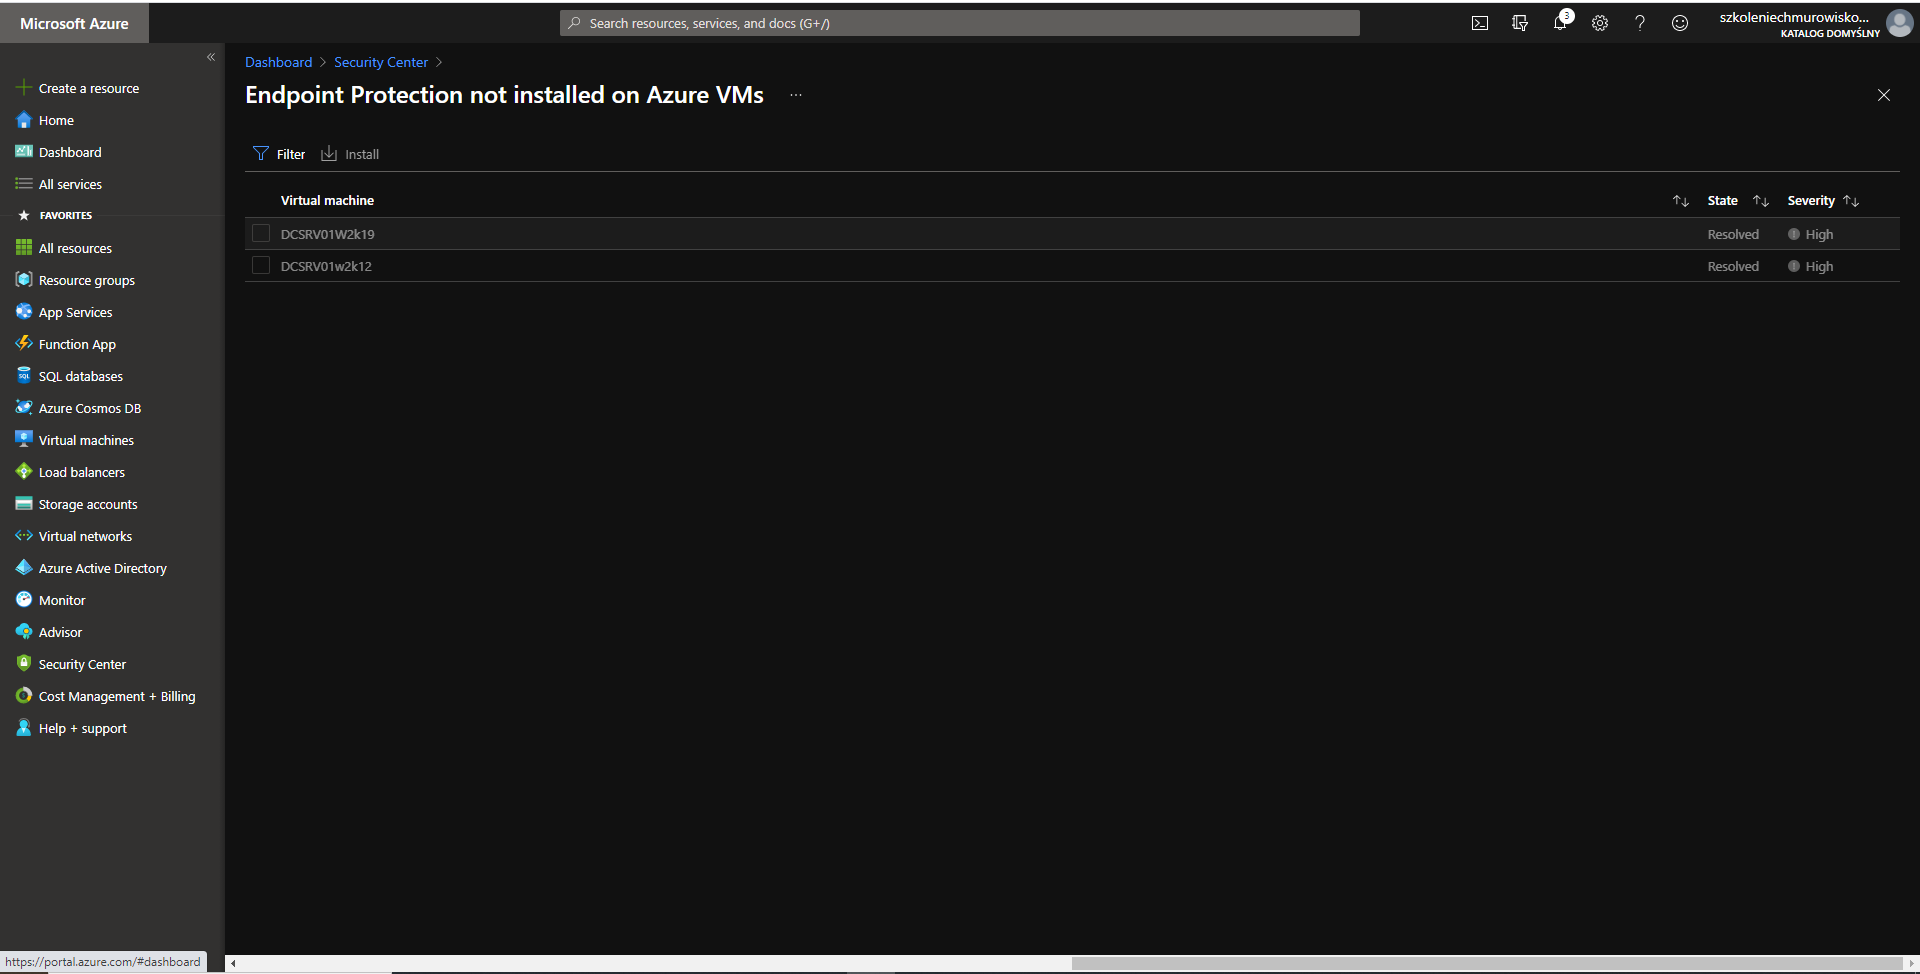 Microsoft Azure
Search resources, services, and docs (G+/)
3
szkoleniechmurowisko...
KATALOG DOMYŚLNY
Create a resource
Home
Dashboard
All services
FAVORITES
All resources
Resource groups
App Services
Function App
SQL databases
Azure Cosmos DB
Virtual machines
Load balancers
Storage accounts
Virtual networks
Azure Active Directory
Monitor
Advisor
Security Center
Cost Management + Billing
Help + support
https://portal.azure.com/#dashboard
Dashboard > Security Center >
Endpoint Protection not installed on Azure VMs ...
Filter Install
Virtual machine State Severity
DCSRV01W2k19 Resolved High
DCSRV01w2k12 Resolved High